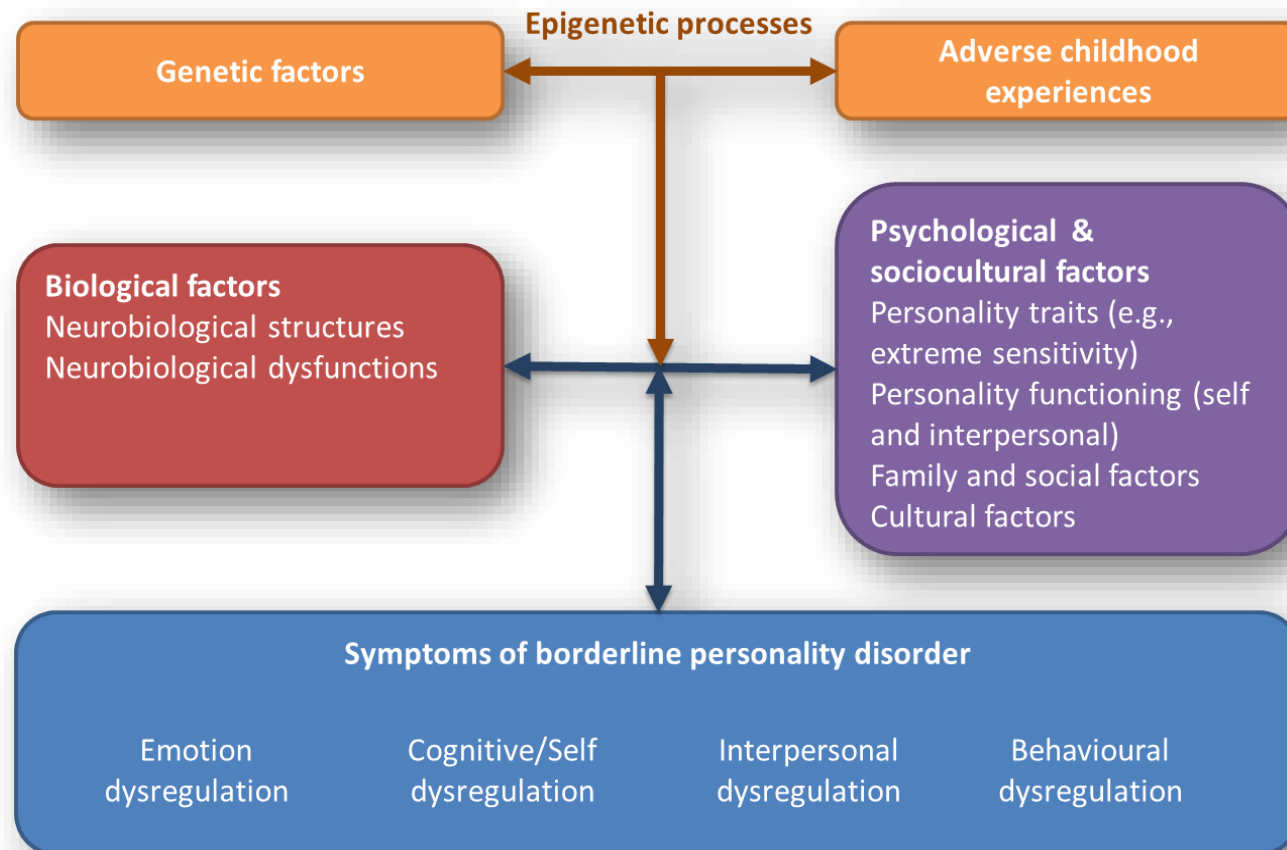 Epigenetic processes
Genetic factors
Adverse childhood
experiences
Biological factors
Neurobiological structures
Neurobiological dysfunctions
Psychological &
sociocultural factors
Personality traits (e.g.,
extreme sensitivity)
Personality functioning (self
and interpersonal)
Family and social factors
Cultural factors
Symptoms of borderline personality disorder
Emotion
dysregulation
Cognitive/Self
dysregulation
Interpersonal
dysregulation
Behavioural
dysregulation